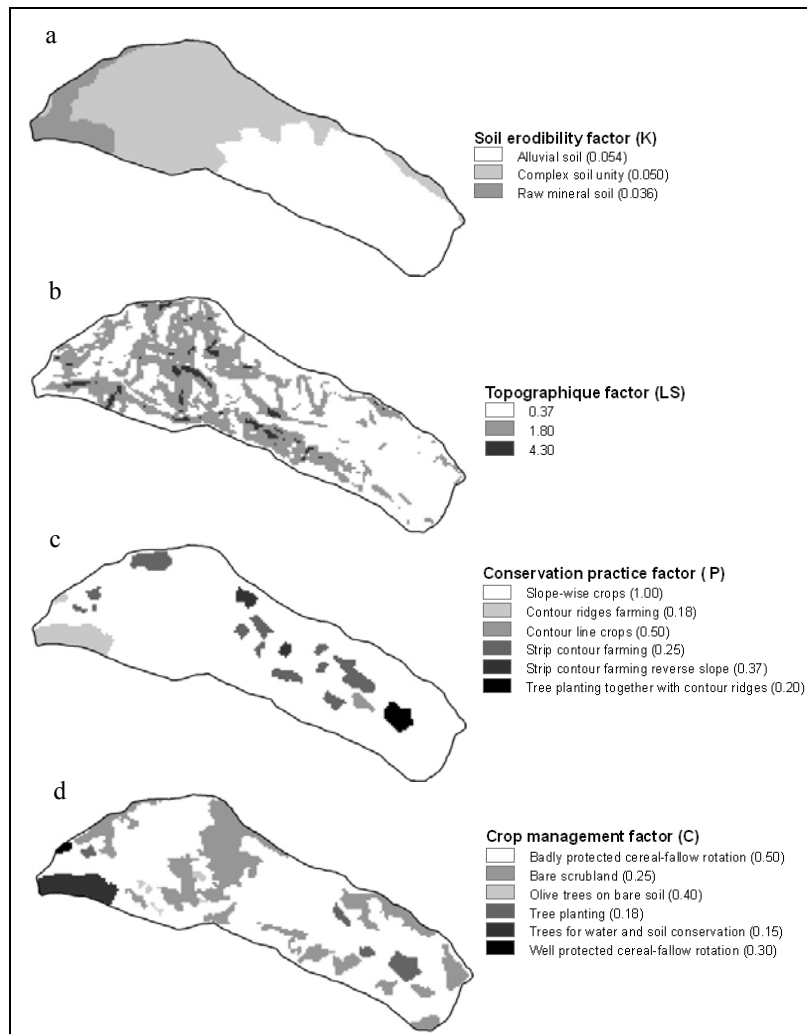 a
Soil erodibility factor (K)
Alluvial soil (0.054)
Complex soil unity (0.050)
Raw mineral soil (0.036)
b
Topographique factor (LS)
0.37
1.80
4.30
c
Conservation practice factor ( P)
Slope-wise crops (1.00)
Contour ridges farming (0.18)
Contour line crops (0.50)
Strip contour farming (0.25)
Strip contour farming reverse slope (0.37)
Tree planting together with contour ridges (0.20)
d
Crop management factor (C)
Badly protected cereal-fallow rotation (0.50)
Bare scrubland (0.25)
Olive trees on bare soil (0.40)
Tree planting (0.18)
Trees for water and soil conservation (0.15)
Well protected cereal-fallow rotation (0.30)